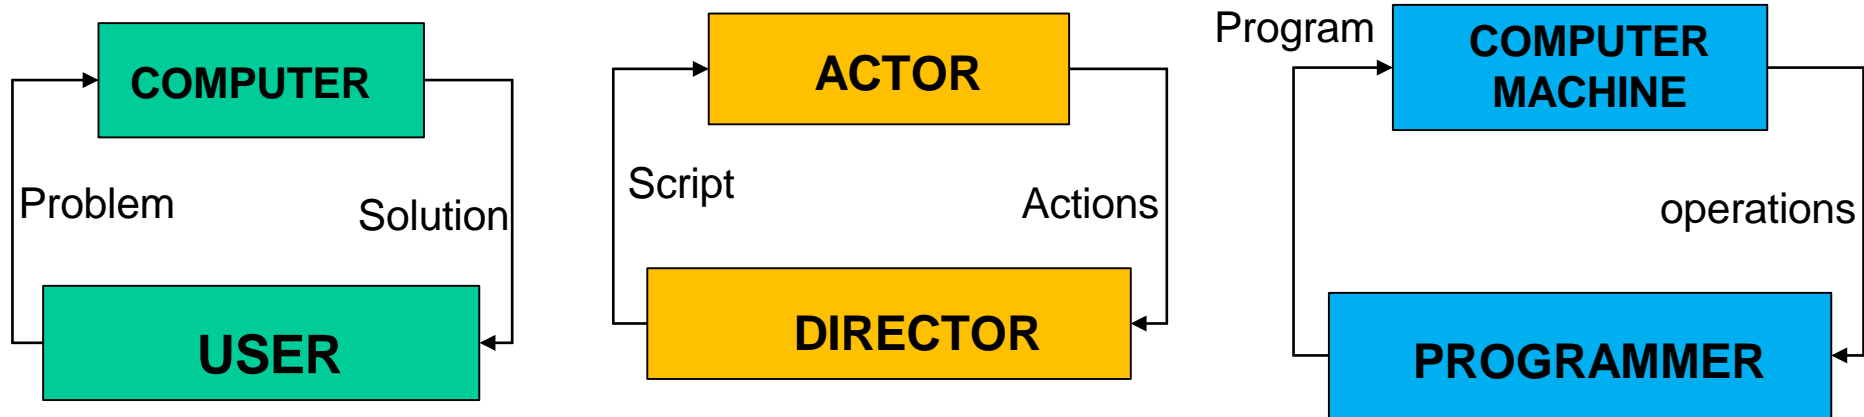 COMPUTER
Problem
Solution
USER
ACTOR
Script
Actions
DIRECTOR
Program
COMPUTER
MACHINE
operations
PROGRAMMER